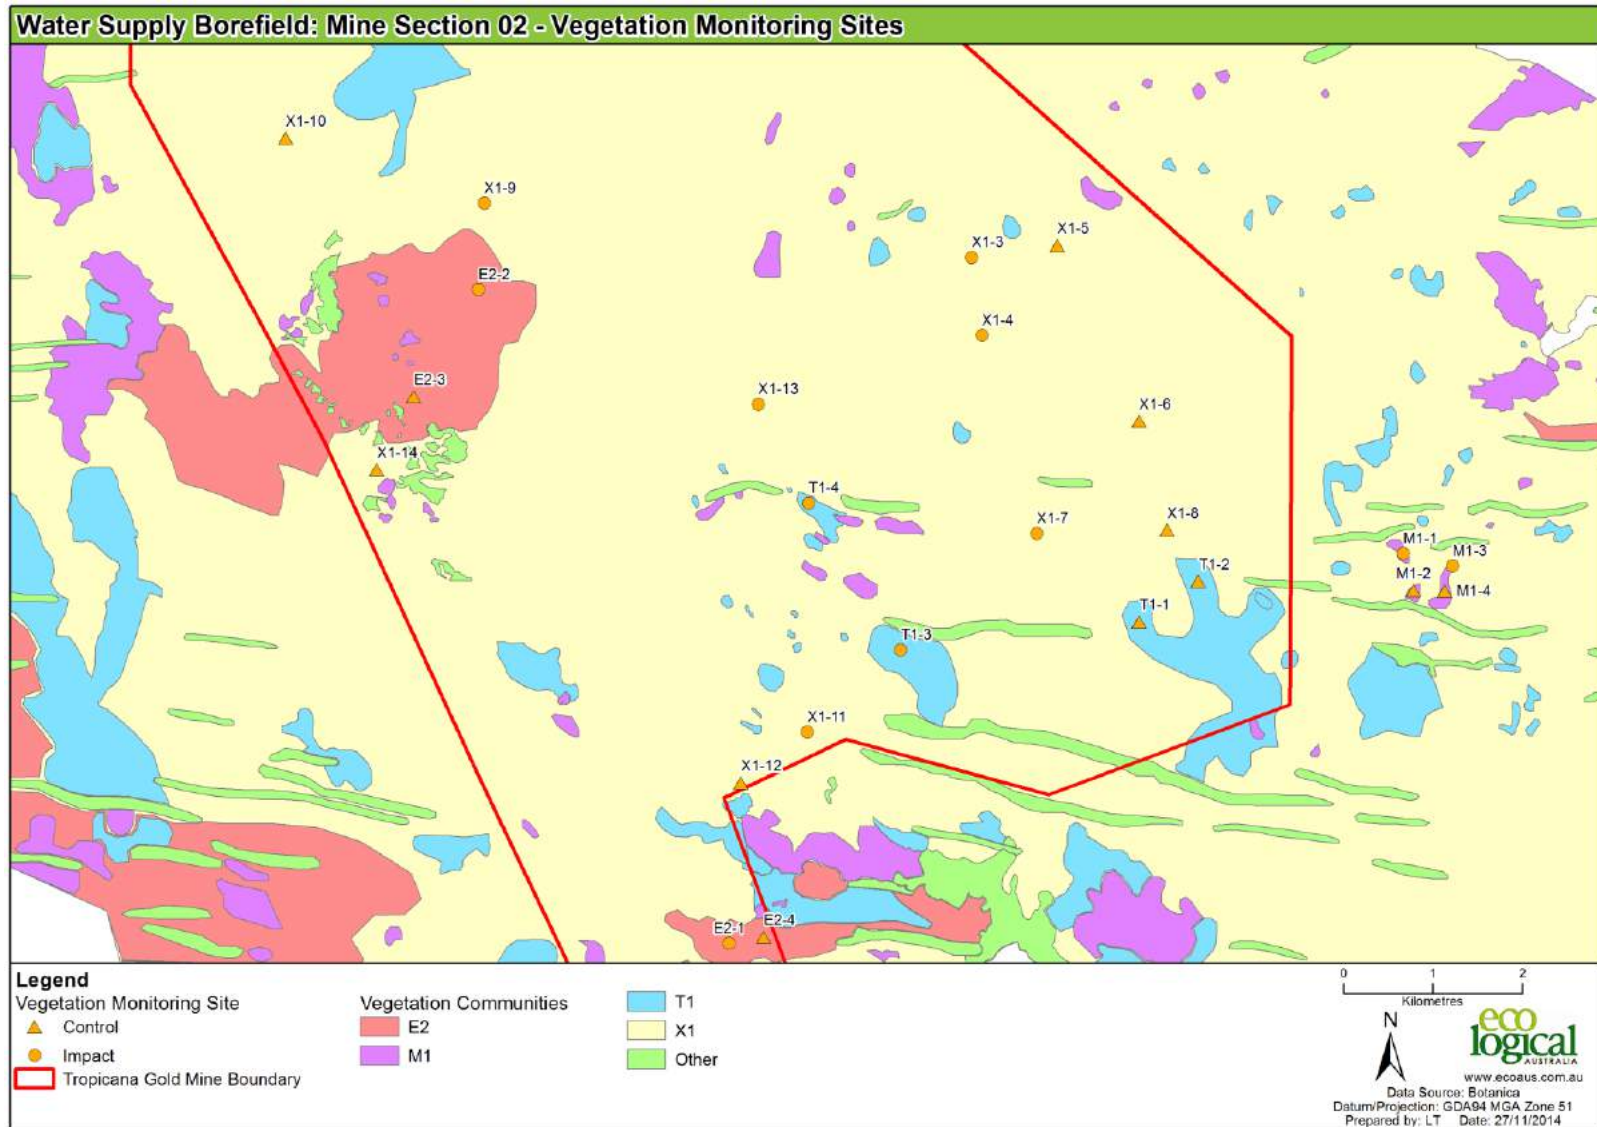 Water Supply Borefield: Mine Section 02 - Vegetation Monitoring Sites
X1-10
X1-9
X1-5
X1-3
E2-2
X1-4
E2-3
X1-13
X1-6
X1-14
T1-4
X1-7
X1-8
M1-1
M1-3
T1-2
M1-2
M1-4
T1-1
T1-3
X1-11
X1-12
E2-1
E2-4
Legend
Vegetation Monitoring Site
Control
Impact
Tropicana Gold Mine Boundary
Vegetation Communities
E2
M1
T1
X1
Other
0 1 2
Kilometres
N
eco
logical
AUSTRALIA
www.ecoaus.com.au
Data Source: Botanica
Datum/Projection: GDA94 MGA Zone 51
Prepared by: LT Date: 27/11/2014